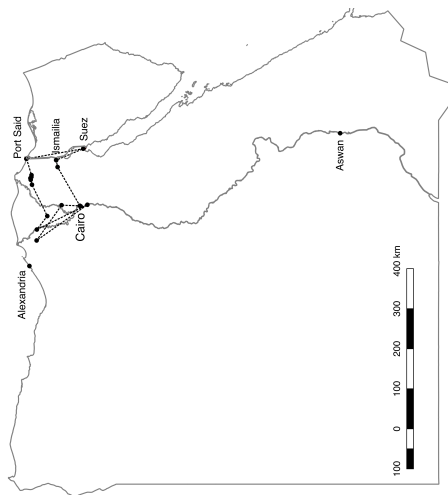 Port Said
Ismailia
Suez
Cairo
Alexandria
Aswan
100 0 100 200 300 400 km